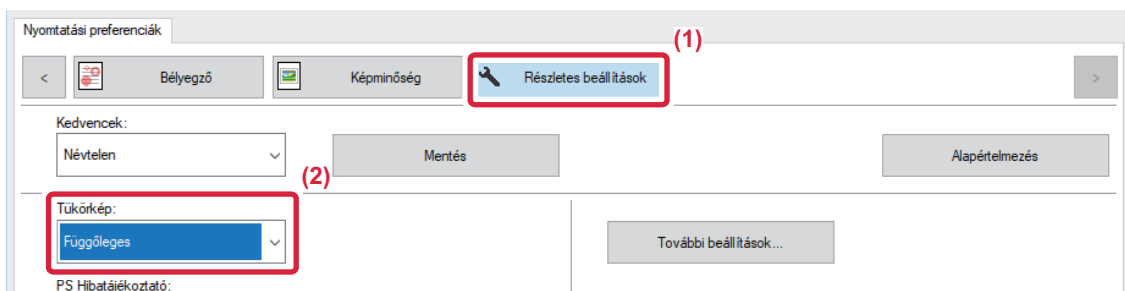 Nyomtatási preferenciák
(1)
< Bélyegző Képminőség Részletes beállítások >
Kedvencek:
Névtelen Mentés Alapértelmezés
(2)
Tükörkép:
Függőleges További beállítások...
PS Hibatájékoztató: